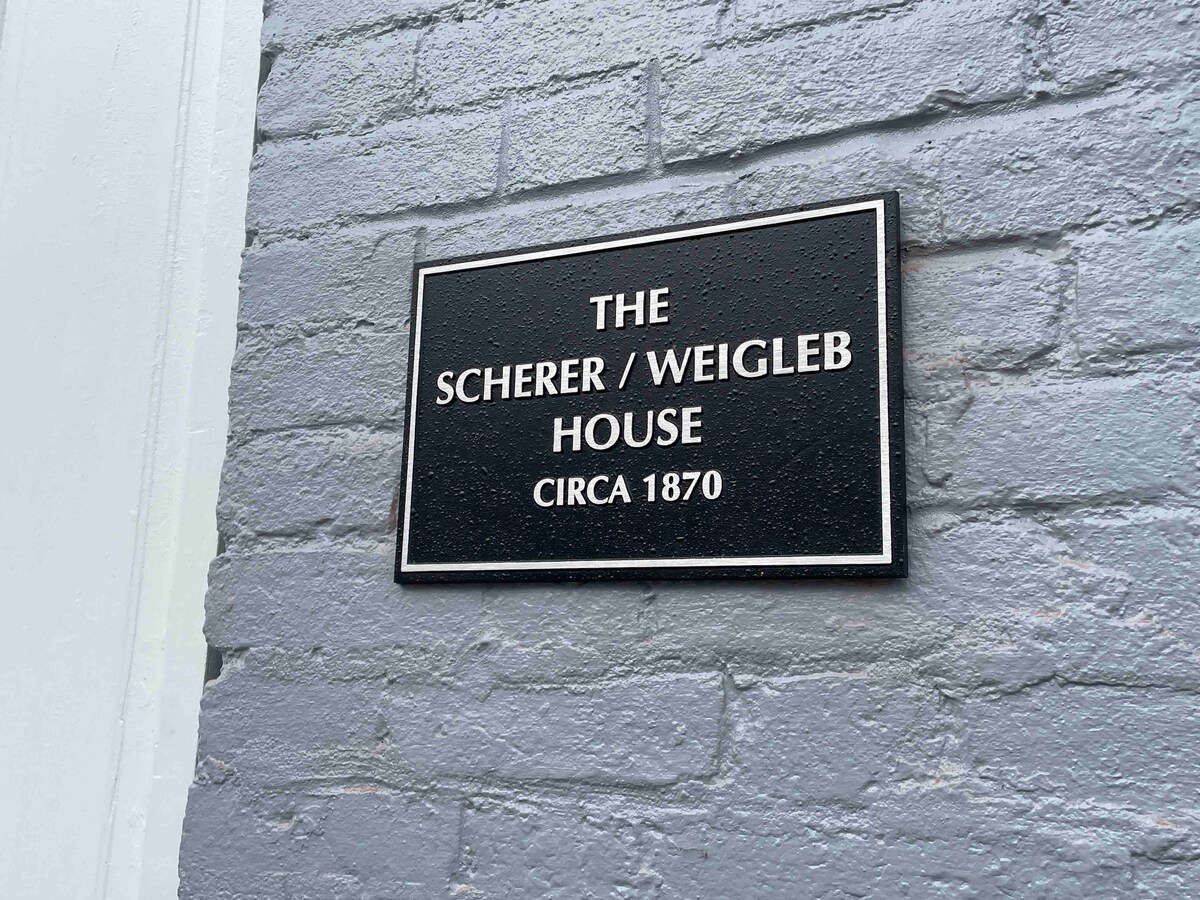 THE
SCHERER / WEIGLEB
HOUSE
CIRCA 1870